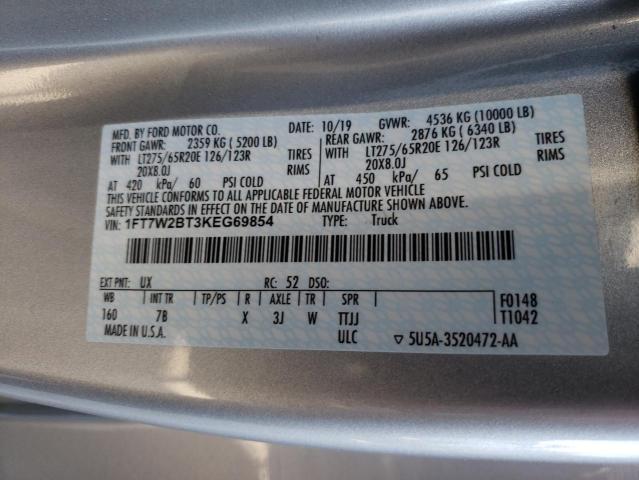 MFD. BY FORD MOTOR CO.
DATE: 10/19 GVWR: 4536 KG (10000 LB)
FRONT GAWR: 2359 KG ( 5200 LB) REAR GAWR: 2876 KG ( 6340 LB)
WITH LT275/65R20E 126/123R TIRES WITH LT275/65R20E 126/123R TIRES
20X8.0J RIMS 20X8.0J RIMS
AT 420 kPa/ 60 PSI COLD AT 450 kPa/ 65 PSI COLD
THIS VEHICLE CONFORMS TO ALL APPLICABLE FEDERAL MOTOR VEHICLE
SAFETY STANDARDS IN EFFECT ON THE DATE OF MANUFACTURE SHOWN ABOVE.
VIN: 1FT7W2BT3KEG69854 TYPE: Truck
EXT PNT: UX RC: 52 DSO:
WB INT TR TP/PS R AXLE TR SPR F0148
160 7B X 3J W TTJJ T1042
MADE IN U.S.A. ULC ▽ 5U5A-3520472-AA